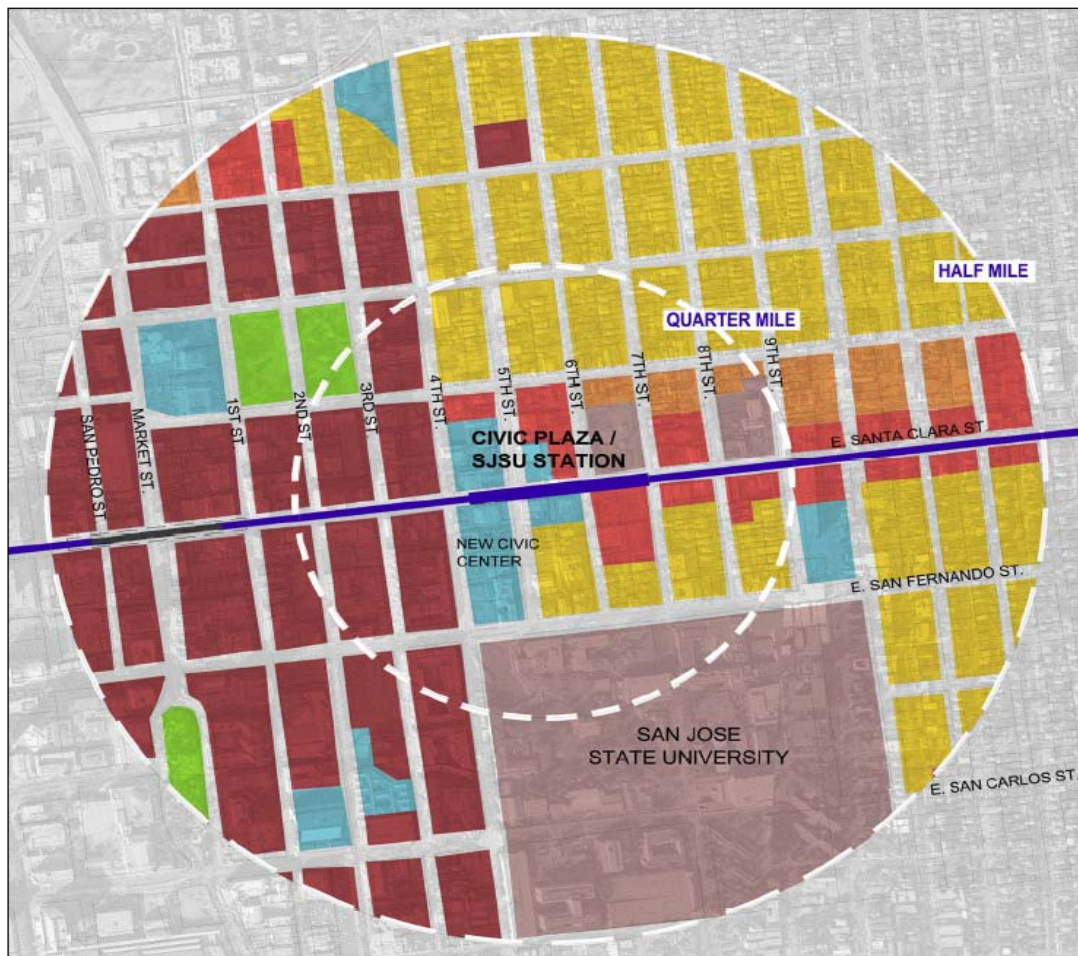 HALF MILE
QUARTER MILE
SAN PEDRO ST.
MARKET ST.
1ST ST.
2ND ST.
3RD ST.
4TH ST.
5TH ST.
6TH ST.
7TH ST.
8TH ST.
9TH ST.
CIVIC PLAZA /
SJSU STATION
E. SANTA CLARA ST.
NEW CIVIC
CENTER
E. SAN FERNANDO ST.
SAN JOSE
STATE UNIVERSITY
E. SAN CARLOS ST.